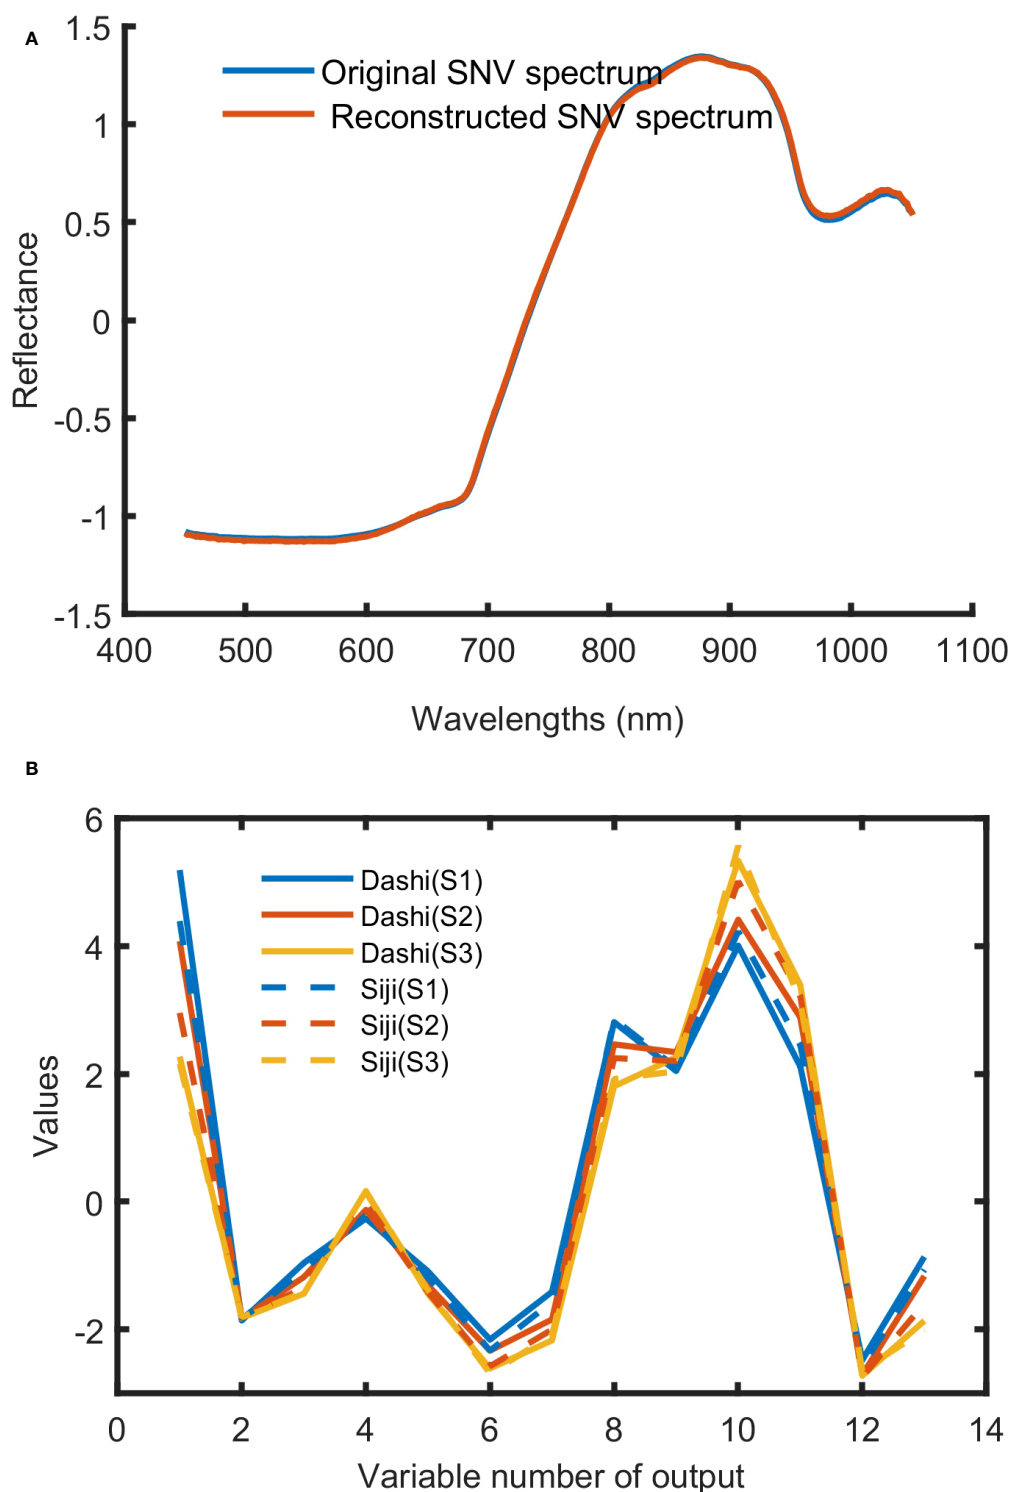 A
1.5
Original SNV spectrum
1
Reconstructed SNV spectrum
0.5
0
-0.5
-1
-1.5
Reflectance
400 500 600 700 800 900 1000 1100
Wavelengths (nm)
B
6
Dashi(S1)
Dashi(S2)
4
Dashi(S3)
Siji(S1)
Siji(S2)
Siji(S3)
2
0
-2
Values
0 2 4 6 8 10 12 14
Variable number of output